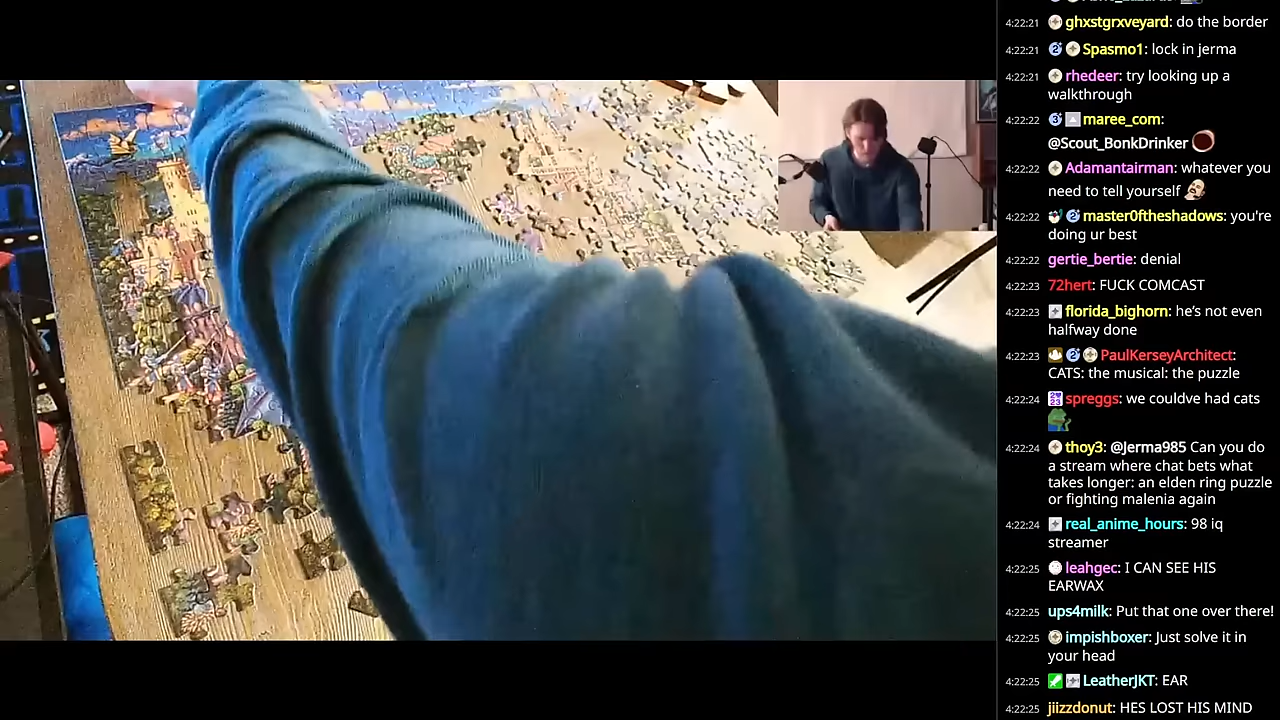 4:22:21 ghxstgrxveyard: do the border
4:22:21 Spasmo1: lock in jerma
4:22:21 rhedeer: try looking up a
walkthrough
4:22:22 maree_com:
@Scout_BonkDrinker
4:22:22 Adamantairman: whatever you
need to tell yourself
4:22:22 master0ftheshadows: you're
doing ur best
4:22:22 gertie_bertie: denial
4:22:23 72hert: FUCK COMCAST
4:22:23 florida_bighorn: he's not even
halfway done
4:22:23 PaulKerseyArchitect:
CATS: the musical: the puzzle
4:22:24 spreggs: we couldve had cats
4:22:24 thoy3: @Jerma985 Can you do
a stream where chat bets what
takes longer: an elden ring puzzle
or fighting malenia again
4:22:24 real_anime_hours: 98 iq
streamer
4:22:25 leahgec: I CAN SEE HIS
EARWAX
4:22:25 ups4milk: Put that one over there!
4:22:25 impishboxer: Just solve it in
your head
4:22:25 LeatherJKT: EAR
4:22:25 jiizzdonut: HES LOST HIS MIND